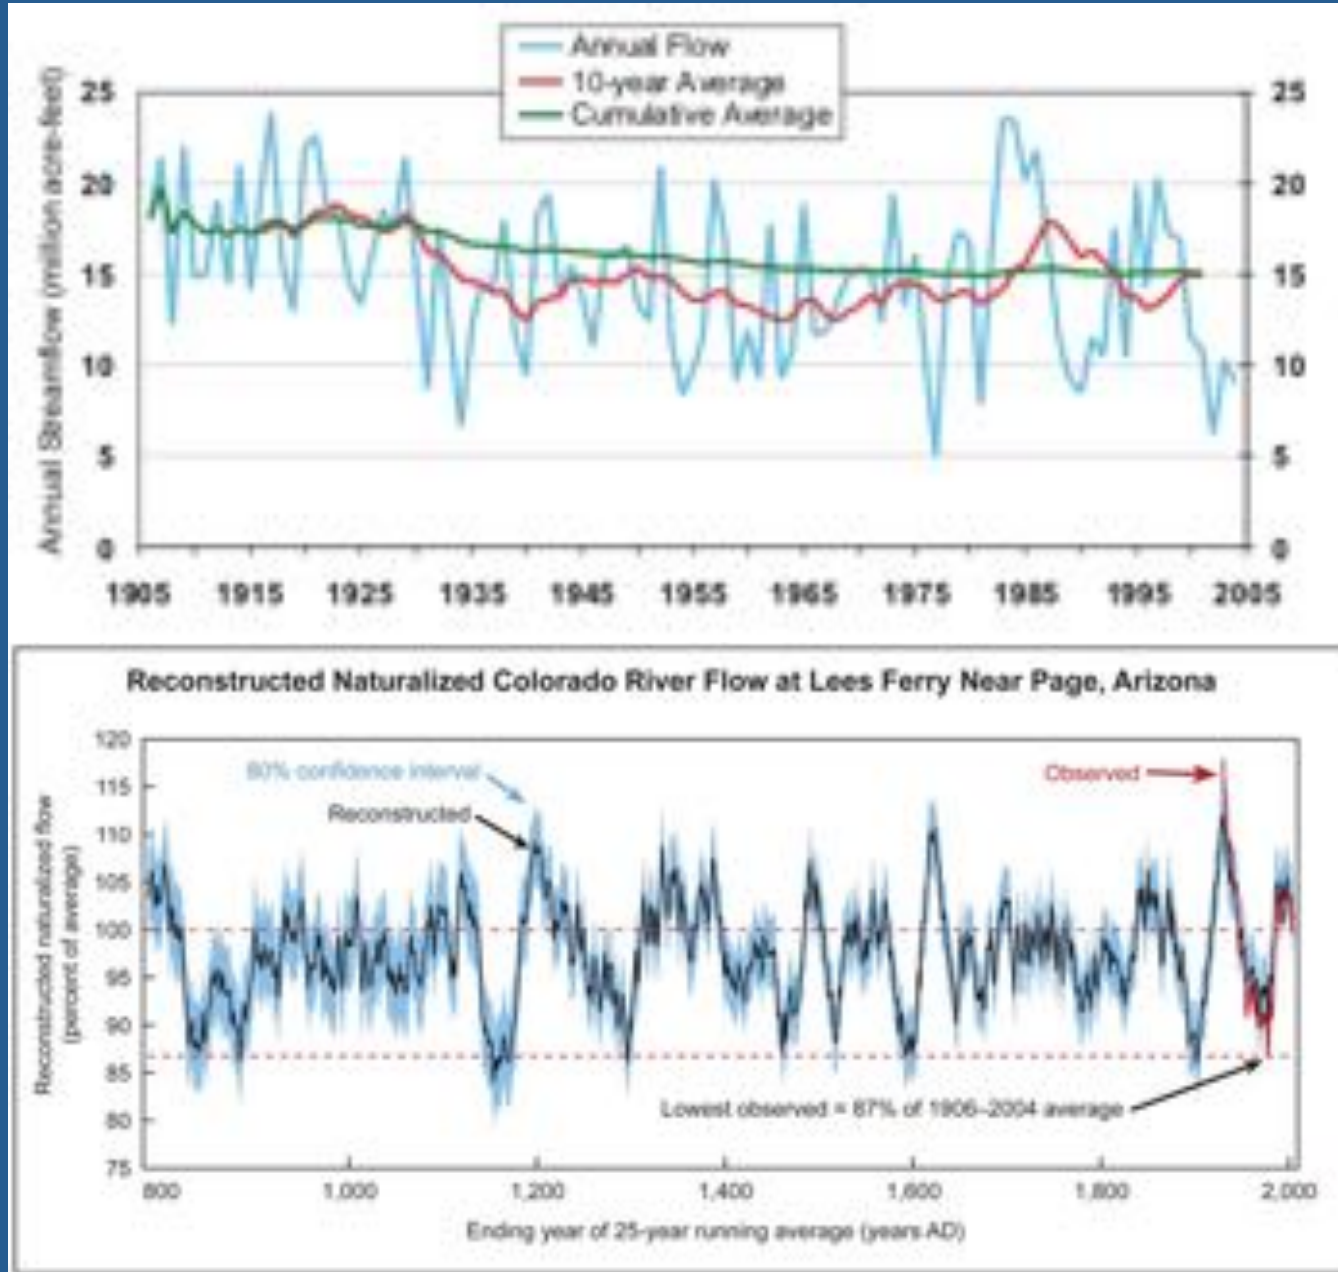 Annual Flow
10-year Average
Cumulative Average
Annual Streamflow (million acre-feet)
25
20
15
10
5
0
25
20
15
10
5
0
1905 1915 1925 1935 1945 1955 1965 1975 1985 1995 2005
Reconstructed Naturalized Colorado River Flow at Lees Ferry Near Page, Arizona
Reconstructed naturalized flow
(percent of average)
120
115
110
105
100
95
90
85
80
75
80% confidence interval
Reconstructed
Observed
Lowest observed = 87% of 1906–2004 average
800 1,000 1,200 1,400 1,600 1,800 2,000
Ending year of 25-year running average (years AD)